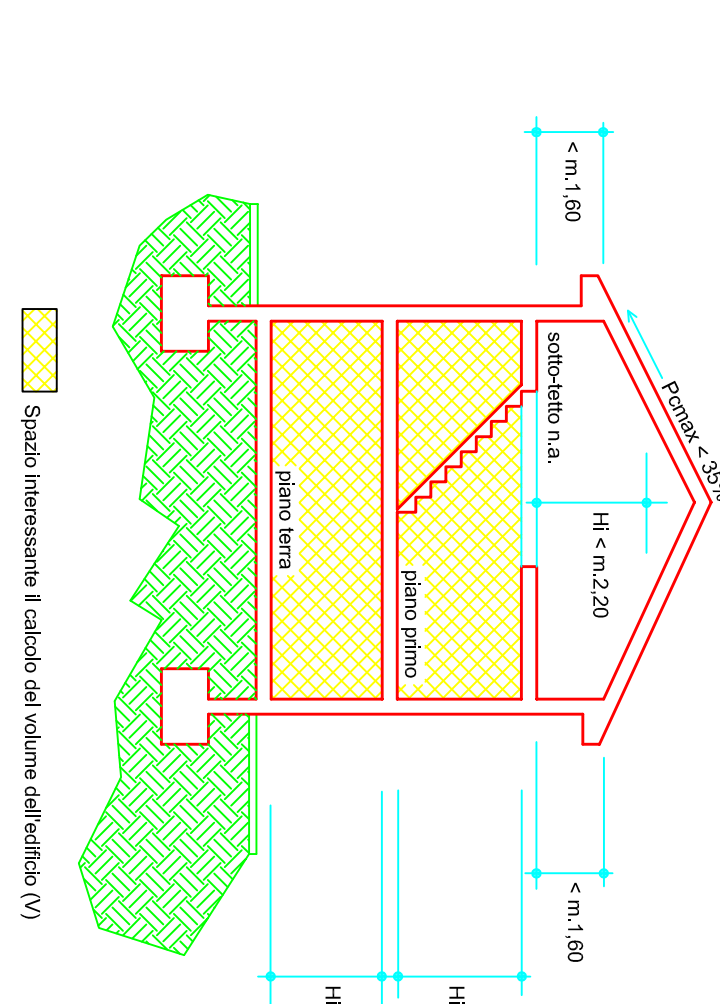 Pcmax < 35%
< m.1,60
Hi < m.2,20
sotto-tetto n.a.
< m.1,60
piano primo
Hi
piano terra
Hi
Spazio interessante il calcolo del volume dell'edificio (V)